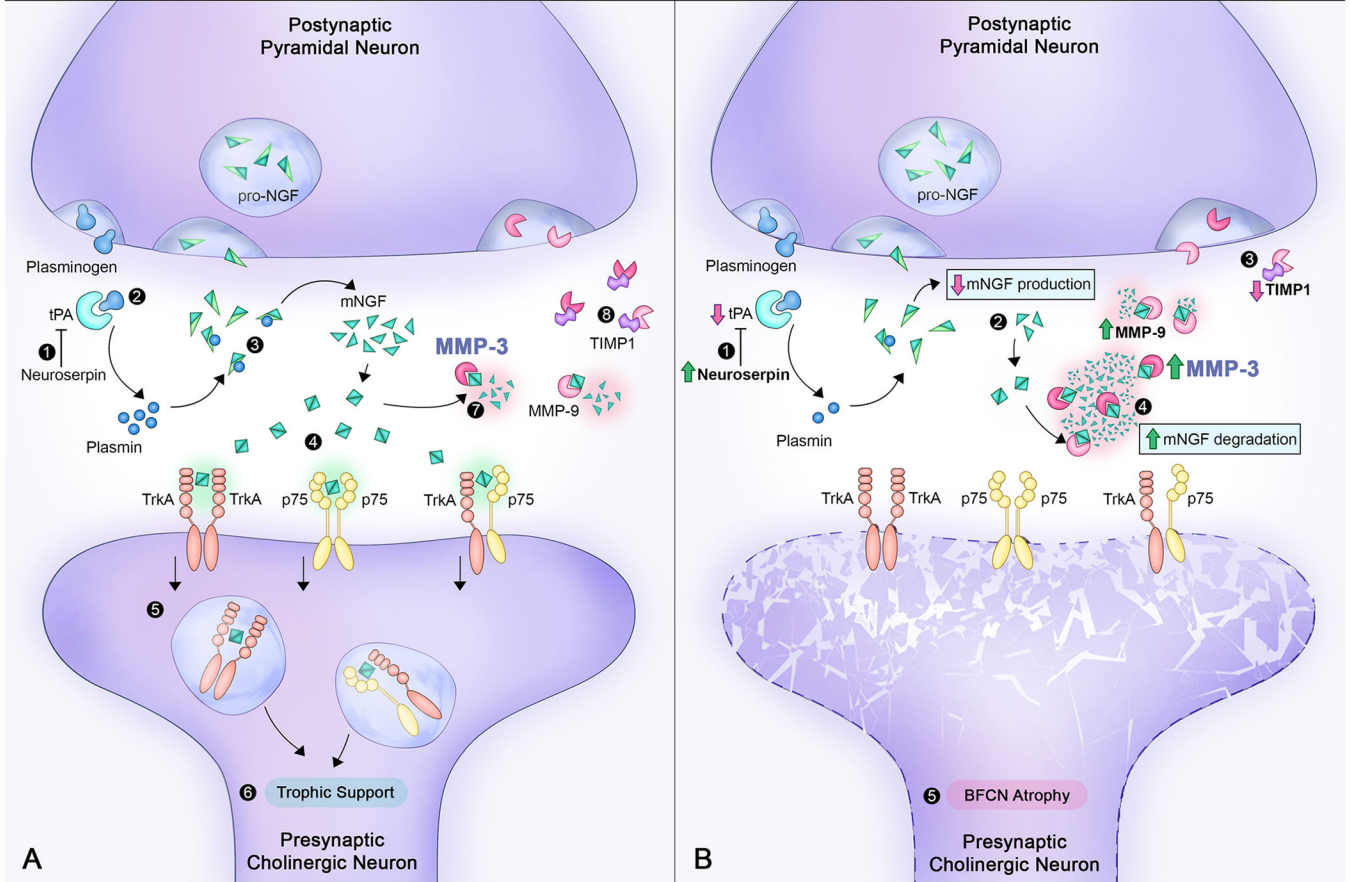 Postynaptic
Pyramidal Neuron
pro-NGF
Plasminogen
2
tPA
1
Neuroserpin
3
Plasmin
mNGF
MMP-3
7
MMP-9
8
TIMP1
4
TrkA
TrkA
p75
p75
TrkA
p75
5
6
Trophic Support
Presynaptic
Cholinergic Neuron
A
Postynaptic
Pyramidal Neuron
pro-NGF
Plasminogen
tPA
1
Neuroserpin
Plasmin
mNGF production
2
3
TIMP1
MMP-9
MMP-3
4
mNGF degradation
TrkA
TrkA
p75
p75
TrkA
p75
5
BFCN Atrophy
Presynaptic
Cholinergic Neuron
B